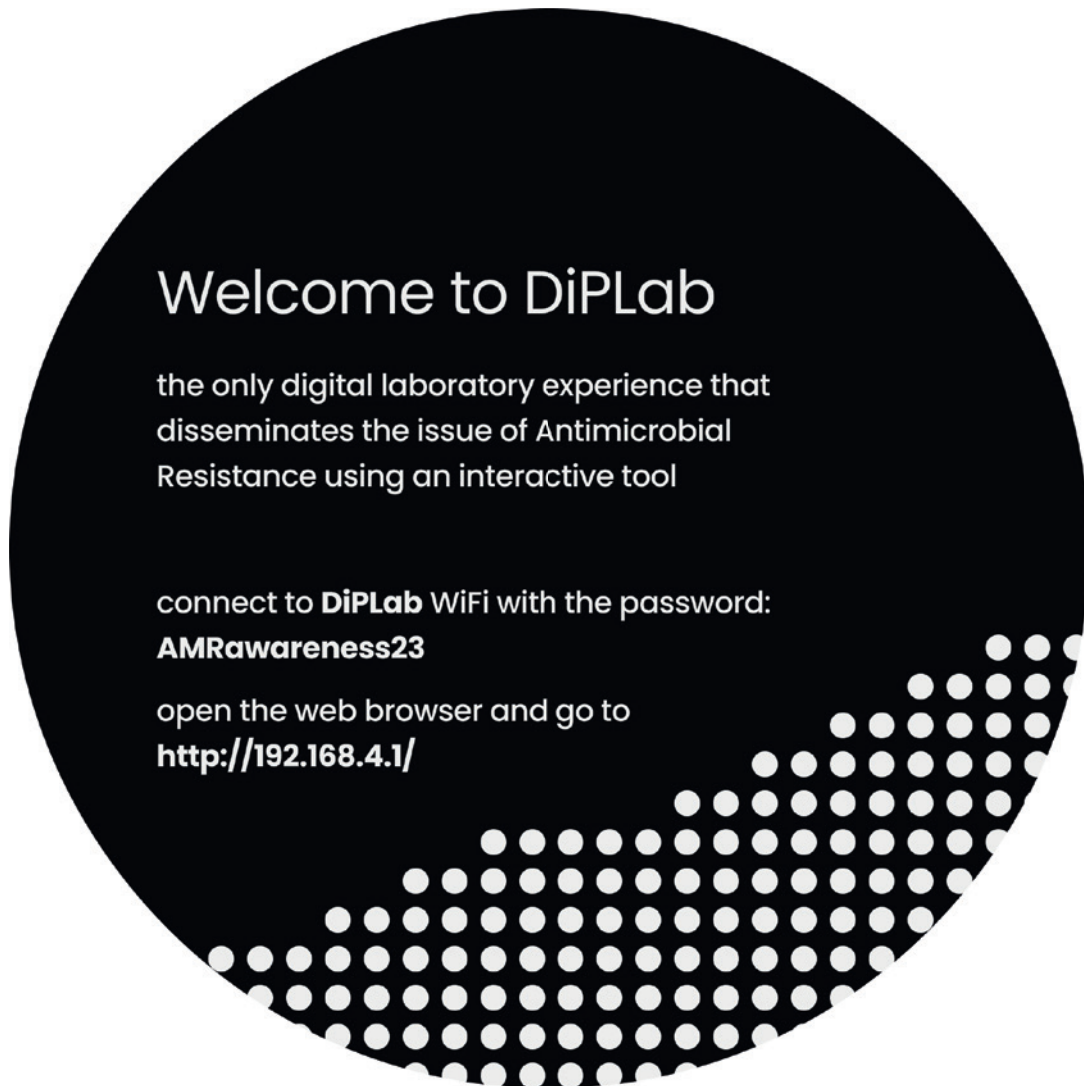 Welcome to DiPLab
the only digital laboratory experience that
disseminates the issue of Antimicrobial
Resistance using an interactive tool
connect to DiPLab WiFi with the password:
AMRawareness23
open the web browser and go to
http://192.168.4.1/